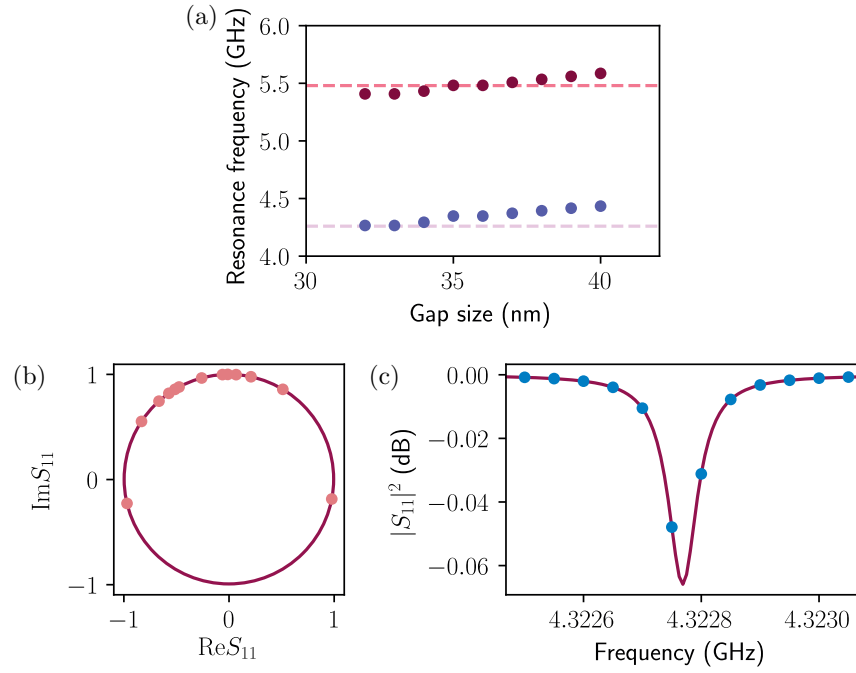 (a)
Resonance frequency (GHz)
6.0
5.5
5.0
4.5
4.0
30
35
40
Gap size (nm)
(b)
ImS₁₁
1
0
−1
−1
0
1
ReS₁₁
(c)
|S₁₁|² (dB)
0.00
−0.02
−0.04
−0.06
4.3226
4.3228
4.3230
Frequency (GHz)